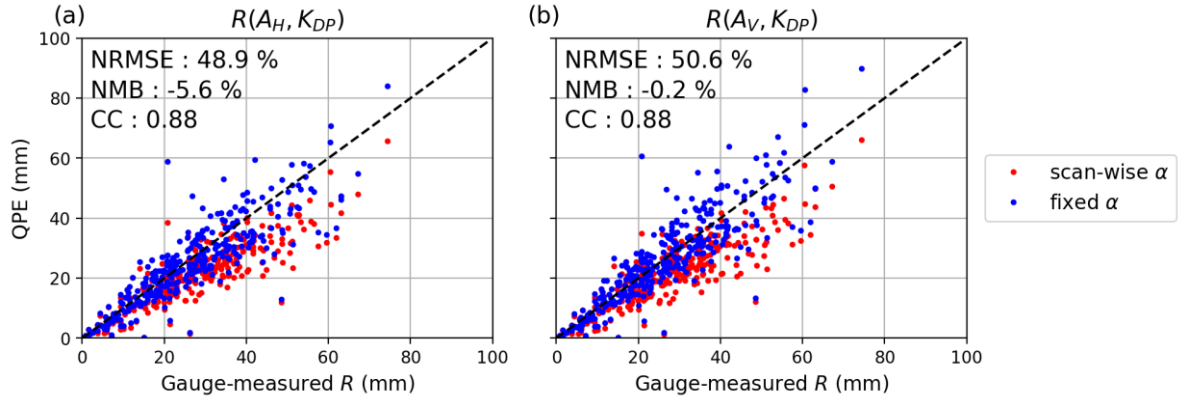 (a) R(A_H, K_DP)
NRMSE : 48.9 %
NMB : -5.6 %
CC : 0.88
100
80
60
40
20
0
QPE (mm)
0 20 40 60 80 100
Gauge-measured R (mm)
(b) R(A_V, K_DP)
NRMSE : 50.6 %
NMB : -0.2 %
CC : 0.88
0 20 40 60 80 100
Gauge-measured R (mm)
scan-wise α
fixed α